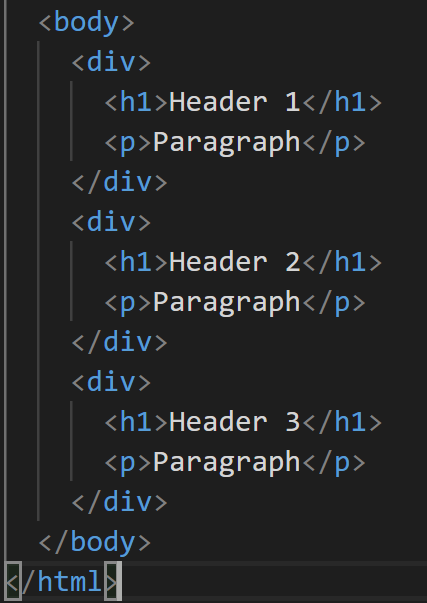 <body>
<div>
<h1>Header 1</h1>
<p>Paragraph</p>
</div>
<div>
<h1>Header 2</h1>
<p>Paragraph</p>
</div>
<div>
<h1>Header 3</h1>
<p>Paragraph</p>
</div>
</body>
</html>